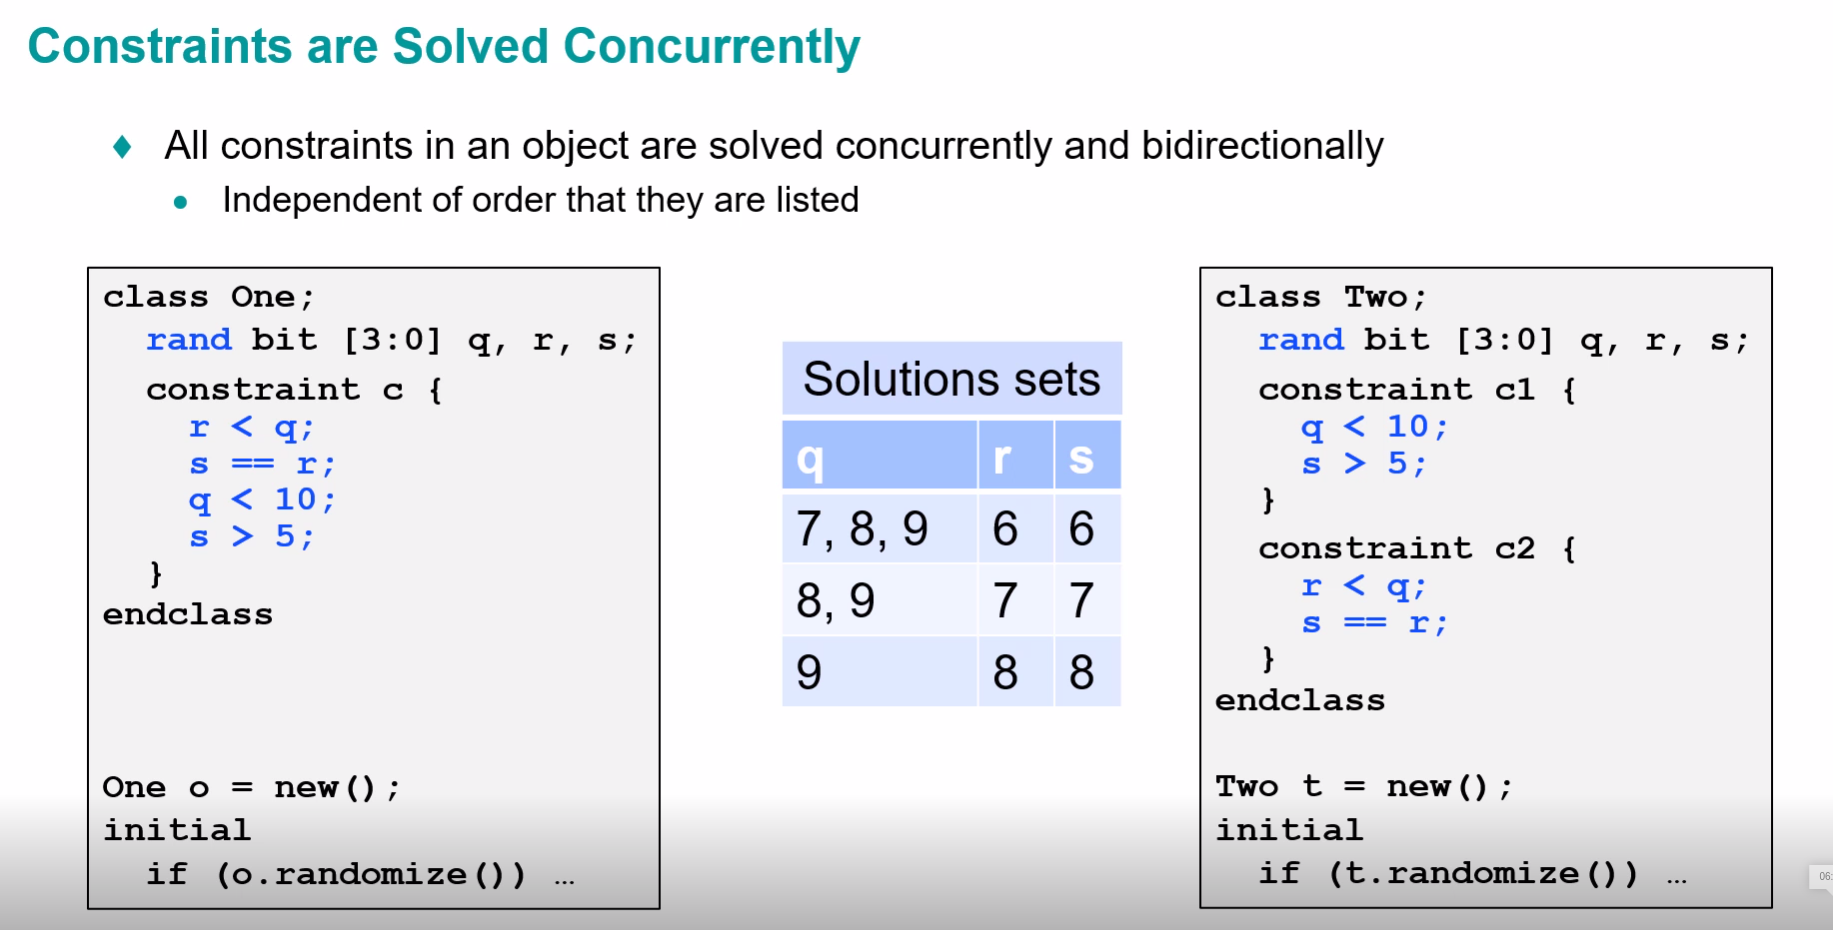 Constraints are Solved Concurrently
All constraints in an object are solved concurrently and bidirectionally
Independent of order that they are listed
class One;
rand bit [3:0] q, r, s;
constraint c {
r < q;
s == r;
q < 10;
s > 5;
}
endclass
One o = new();
initial
if (o.randomize()) …
Solutions sets
q r s
7, 8, 9 6 6
8, 9 7 7
9 8 8
class Two;
rand bit [3:0] q, r, s;
constraint c1 {
q < 10;
s > 5;
}
constraint c2 {
r < q;
s == r;
}
endclass
Two t = new();
initial
if (t.randomize()) …